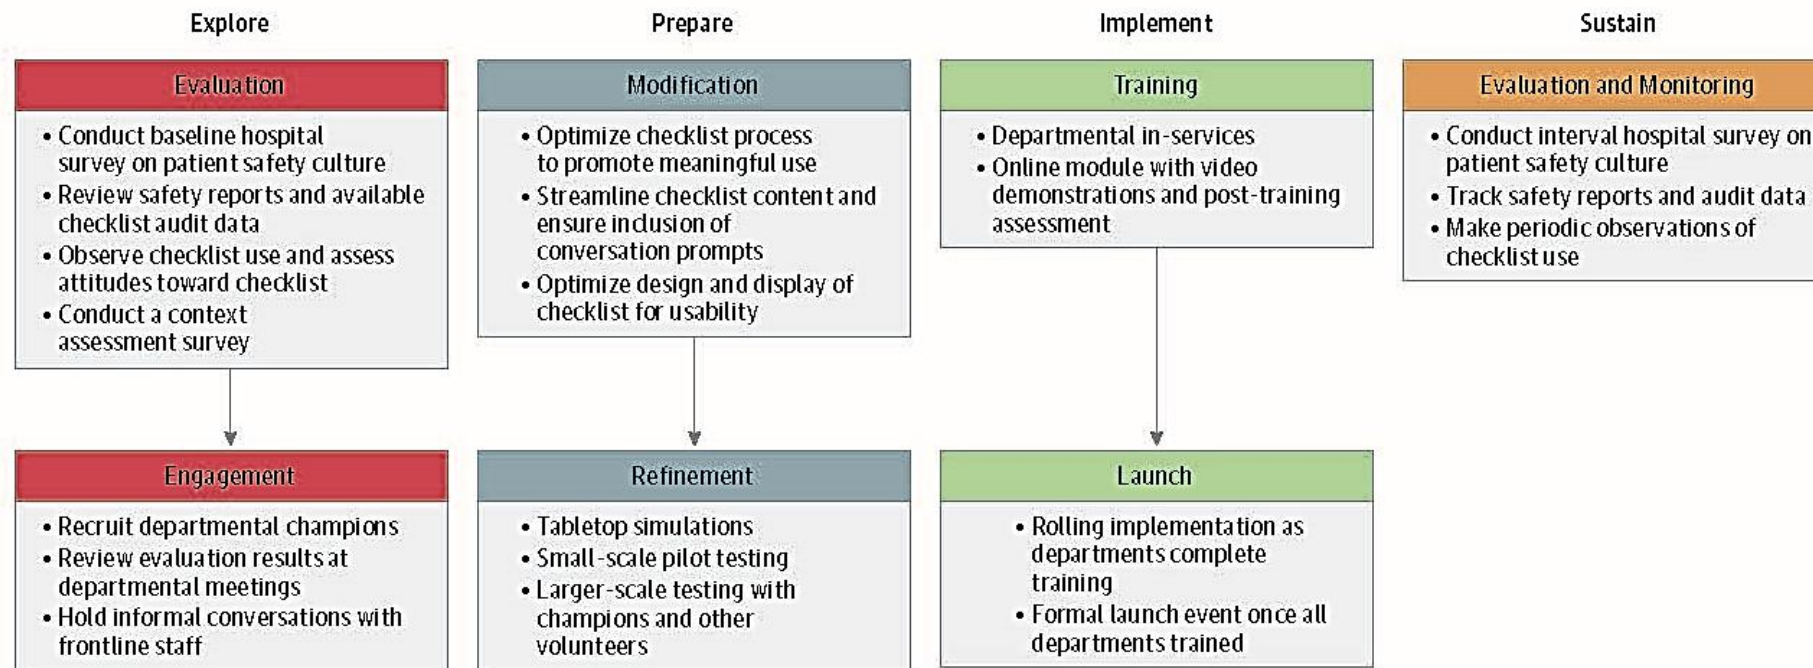 Explore
Evaluation
• Conduct baseline hospital
survey on patient safety culture
• Review safety reports and available
checklist audit data
• Observe checklist use and assess
attitudes toward checklist
• Conduct a context
assessment survey
Engagement
• Recruit departmental champions
• Review evaluation results at
departmental meetings
• Hold informal conversations with
frontline staff
Prepare
Modification
• Optimize checklist process
to promote meaningful use
• Streamline checklist content and
ensure inclusion of
conversation prompts
• Optimize design and display of
checklist for usability
Refinement
• Tabletop simulations
• Small-scale pilot testing
• Larger-scale testing with
champions and other
volunteers
Implement
Training
• Departmental in-services
• Online module with video
demonstrations and post-training
assessment
Launch
• Rolling implementation as
departments complete
training
• Formal launch event once all
departments trained
Sustain
Evaluation and Monitoring
• Conduct interval hospital survey on
patient safety culture
• Track safety reports and audit data
• Make periodic observations of
checklist use